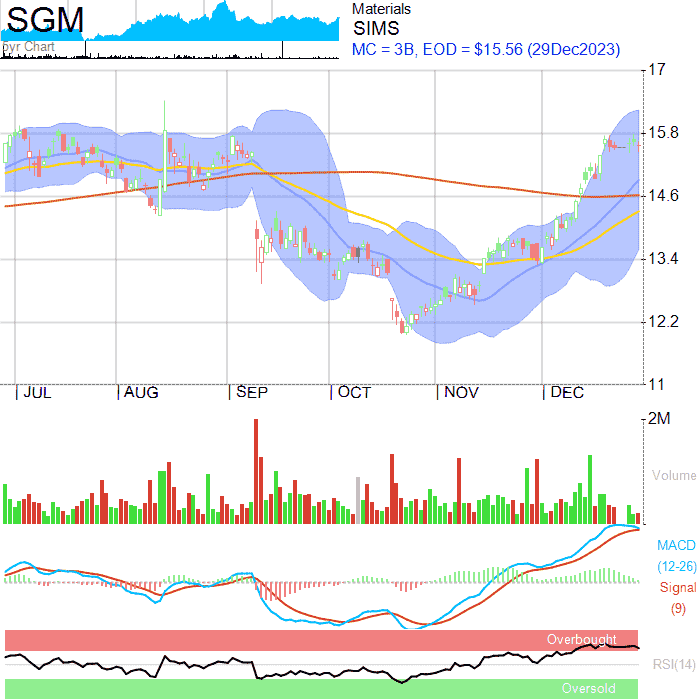 SGM
5yr Chart
Materials
SIMS
MC = 3B, EOD = $15.56 (29Dec2023)
17
15.8
14.6
13.4
12.2
11
JUL AUG SEP OCT NOV DEC
2M
Volume
MACD
(12-26)
Signal
(9)
Overbought
RSI(14)
Oversold